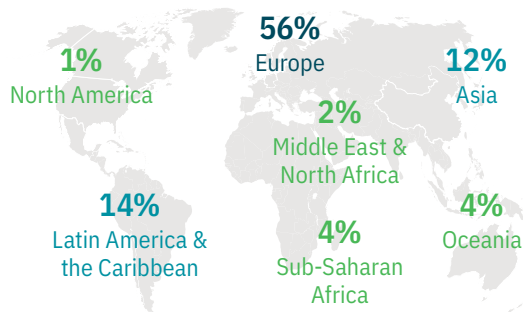 56%
Europe
1%
North America
12%
Asia
2%
Middle East &
North Africa
14%
Latin America &
the Caribbean
4%
Sub-Saharan
Africa
4%
Oceania